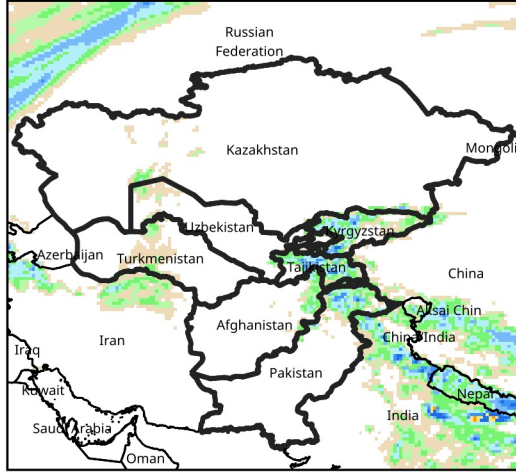 Russian
Federation
Kazakhstan
Mongoli
Uzbekistan
Kyrgyzstan
Azerbaijan
Turkmenistan
Tajikistan
China
Aksai Chin
Afghanistan
China/India
Iran
Iraq
Pakistan
Kuwait
Nepal
India
Saudi Arabia
Oman